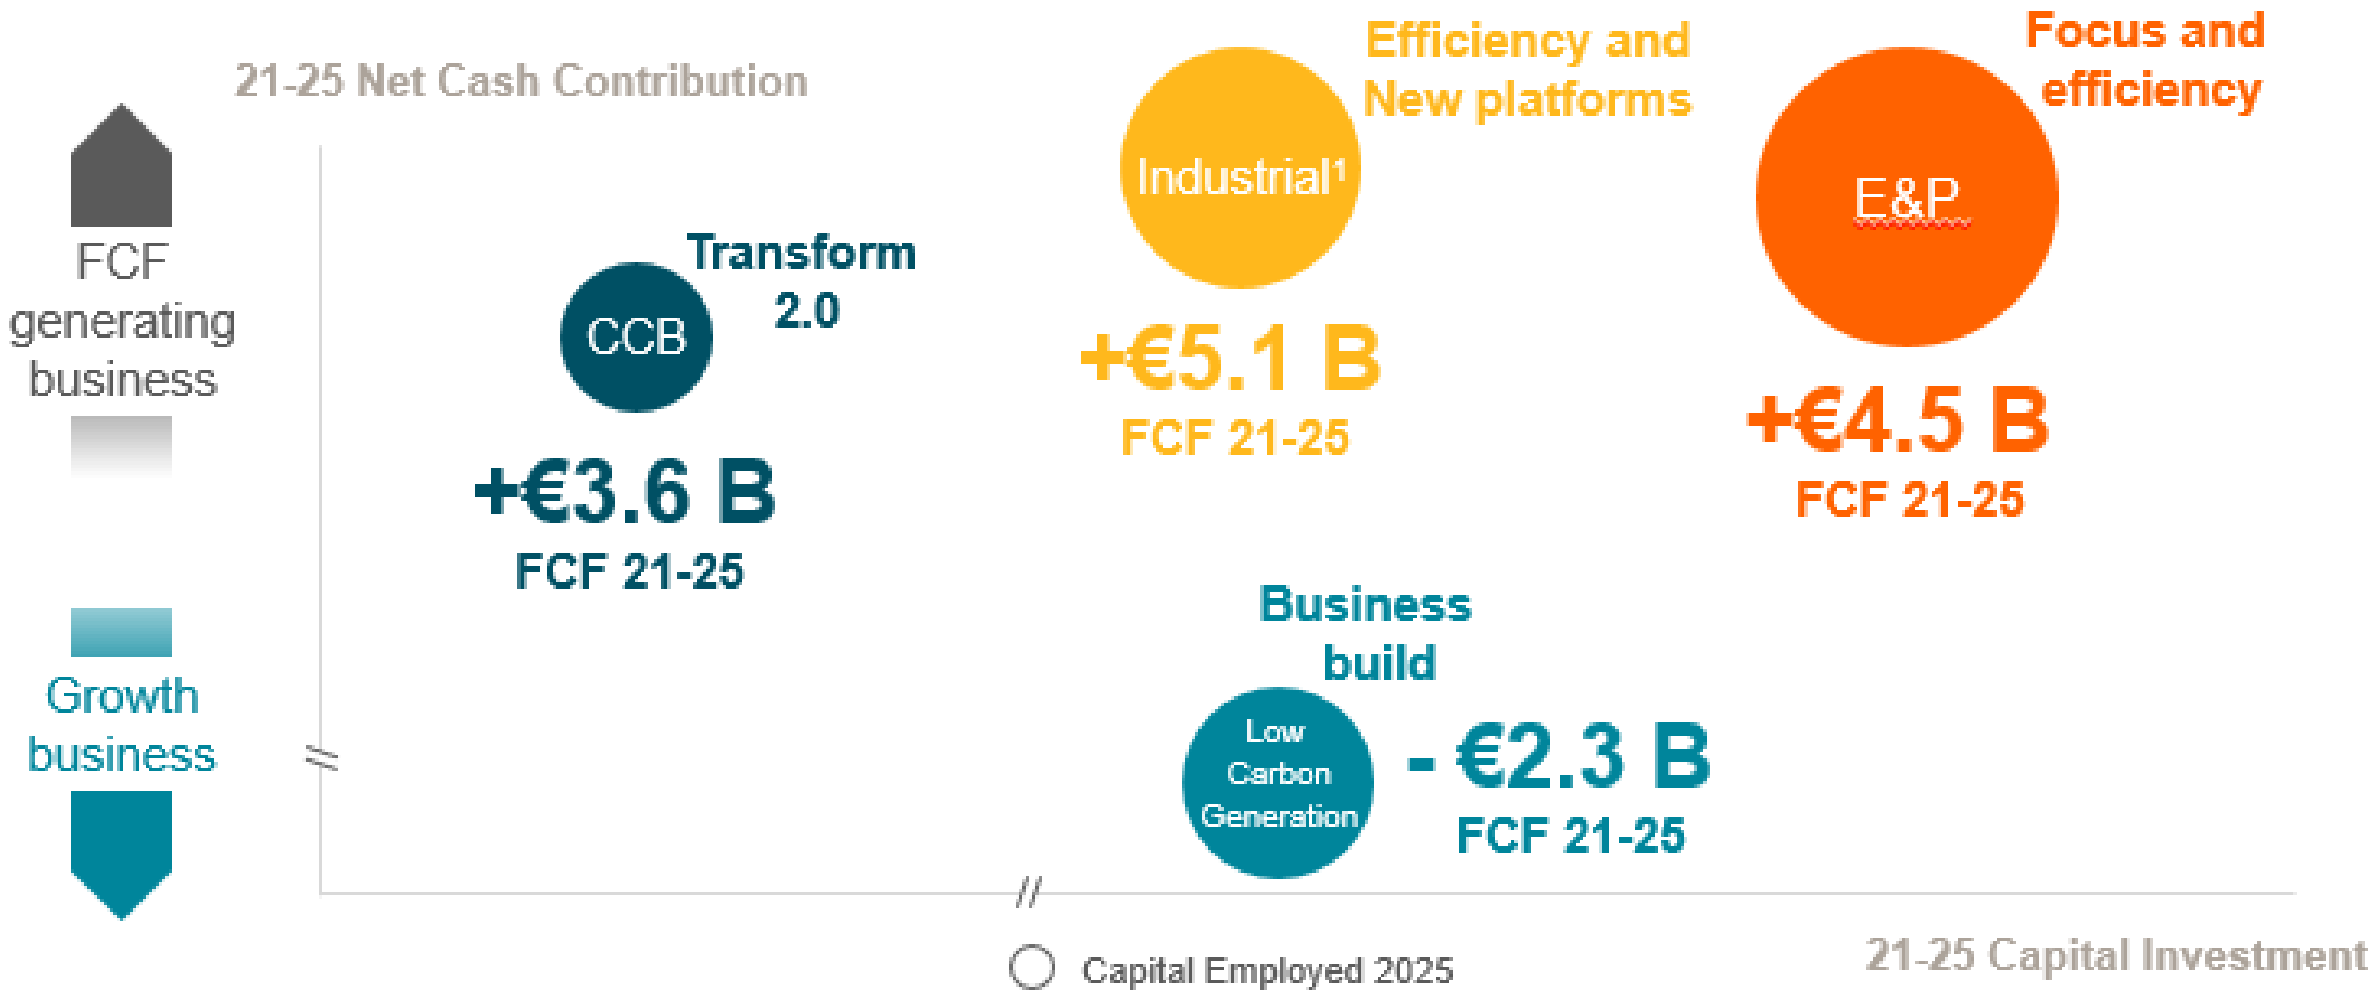 21-25 Net Cash Contribution
FCF
generating
business
Growth
business
CCB
Transform
2.0
+€3.6 B
FCF 21-25
Industrial¹
Efficiency and
New platforms
+€5.1 B
FCF 21-25
E&P
Focus and
efficiency
+€4.5 B
FCF 21-25
Business
build
Low
Carbon
Generation
- €2.3 B
FCF 21-25
Capital Employed 2025
21-25 Capital Investment